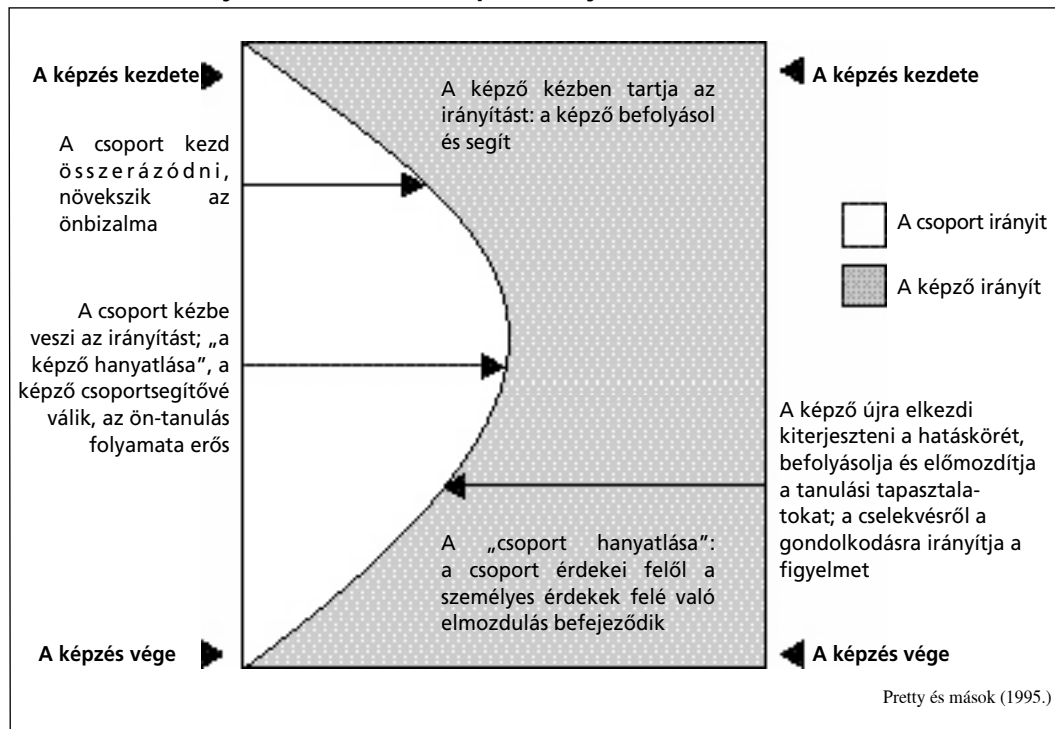 A képzés kezdete
A csoport kezd
összerázódni,
növekszik az
önbizalma
A csoport kézbe
veszi az irányítást; „a
képző hanyatlása”, a
képző csoportsegítővé
válik, az ön-tanulás
folyamata erős
A képzés vége
A képző kézben tartja az
irányítást: a képző befolyásol
és segít
A „csoport hanyatlása”:
a csoport érdekei felől a
személyes érdekek felé való
elmozdulás befejeződik
A képzés kezdete
A csoport irányit
A képző irányít
A képző újra elkezdi
kiterjeszteni a hatáskörét,
befolyásolja és előmozdítja
a tanulási tapasztala-
tokat; a cselekvésről a
gondolkodásra irányítja a
figyelmet
A képzés vége
Pretty és mások (1995.)